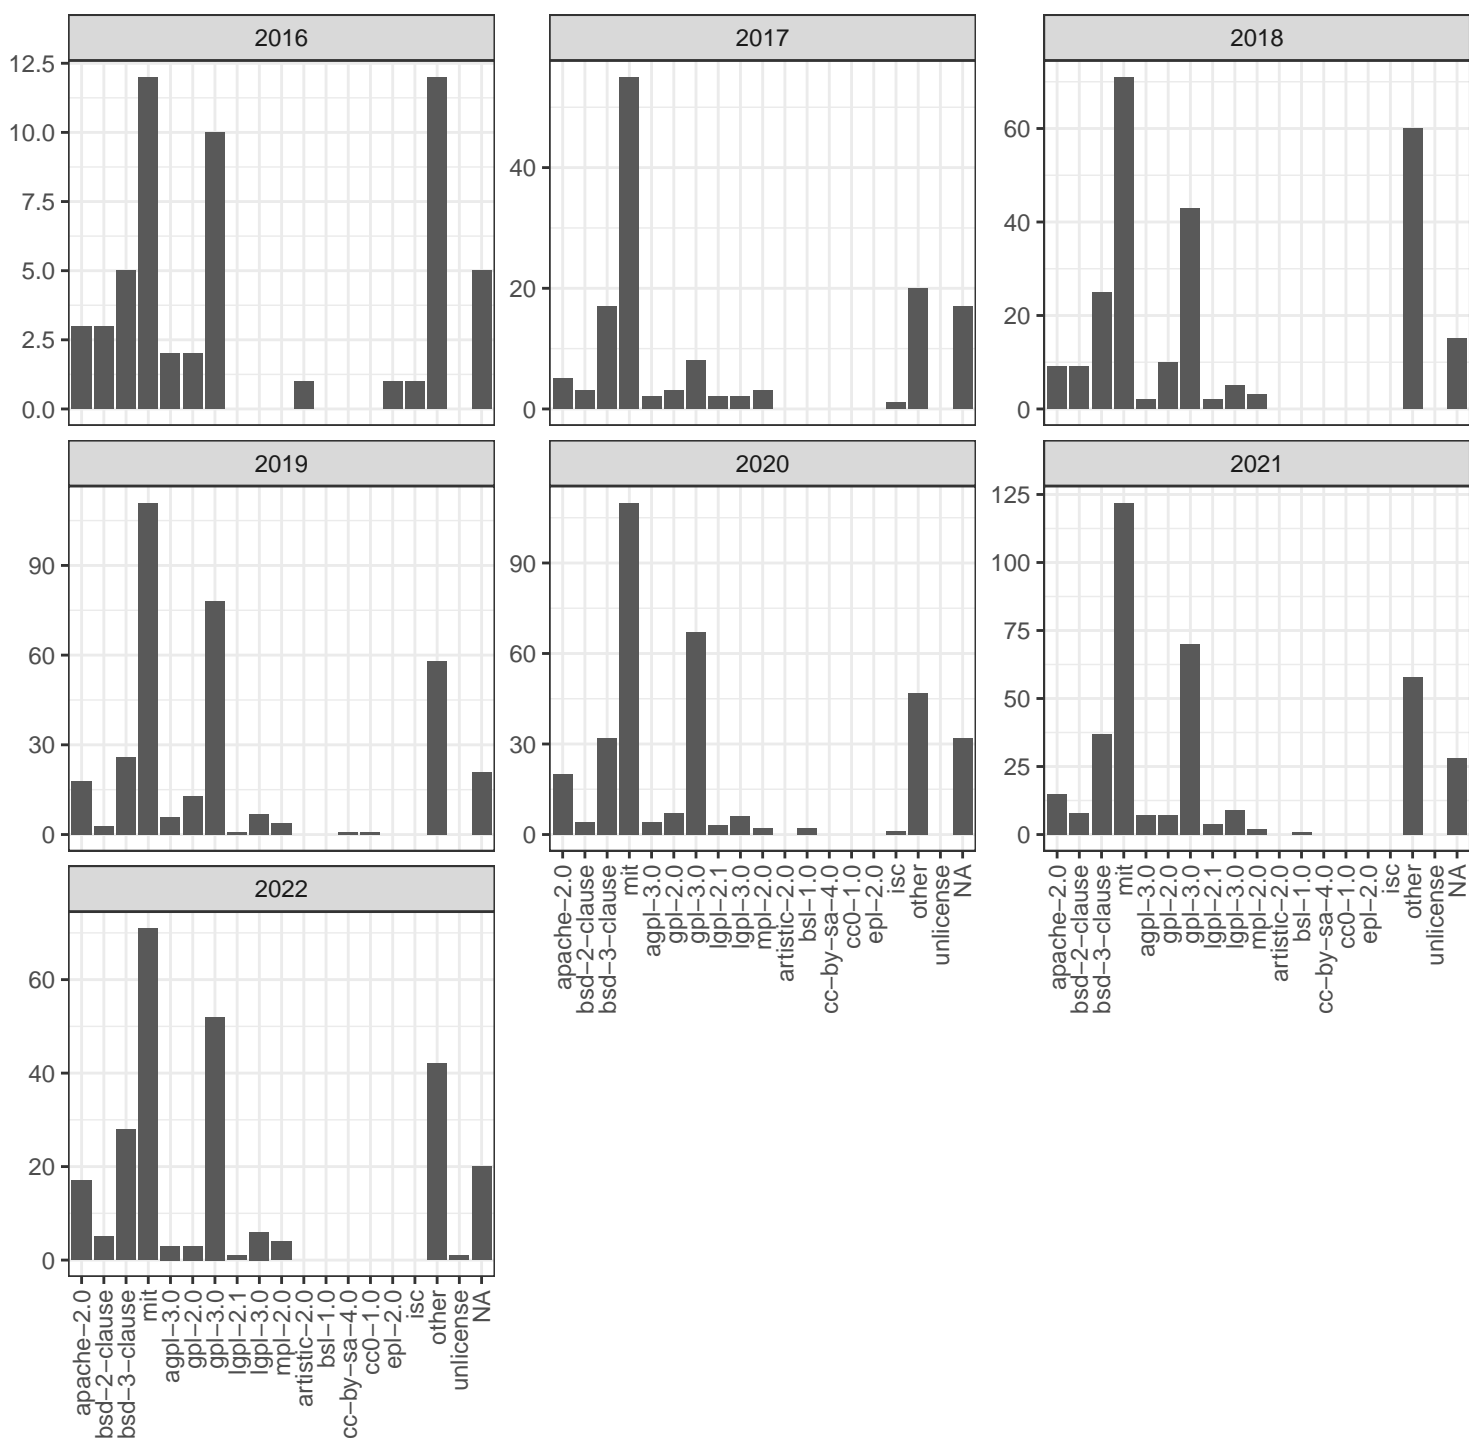 2016
2017
2018
12.5
10.0
7.5
5.0
2.5
0.0
40
20
0
60
40
20
0
2019
2020
2021
90
60
30
0
90
60
30
0
125
100
75
50
25
0
apache−2.0
bsd−2−clause
bsd−3−clause
mit
agpl−3.0
gpl−2.0
gpl−3.0
lgpl−2.1
lgpl−3.0
mpl−2.0
artistic−2.0
bsl−1.0
cc−by−sa−4.0
cc0−1.0
epl−2.0
isc
other
unlicense
NA
apache−2.0
bsd−2−clause
bsd−3−clause
mit
agpl−3.0
gpl−2.0
gpl−3.0
lgpl−2.1
lgpl−3.0
mpl−2.0
artistic−2.0
bsl−1.0
cc−by−sa−4.0
cc0−1.0
epl−2.0
isc
other
unlicense
NA
2022
60
40
20
0
apache−2.0
bsd−2−clause
bsd−3−clause
mit
agpl−3.0
gpl−2.0
gpl−3.0
lgpl−2.1
lgpl−3.0
mpl−2.0
artistic−2.0
bsl−1.0
cc−by−sa−4.0
cc0−1.0
epl−2.0
isc
other
unlicense
NA